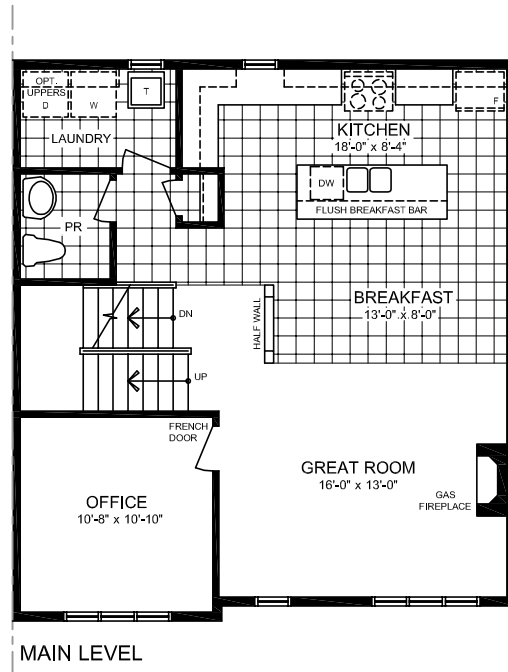 OPT.
UPPERS
D
W
T
F
LAUNDRY
KITCHEN
18'-0" x 8'-4"
DW
FLUSH BREAKFAST BAR
PR
BREAKFAST
13'-0" x 8'-0"
HALF WALL
DN
UP
FRENCH
DOOR
GREAT ROOM
16'-0" x 13'-0"
GAS
FIREPLACE
OFFICE
10'-8" x 10'-10"
MAIN LEVEL